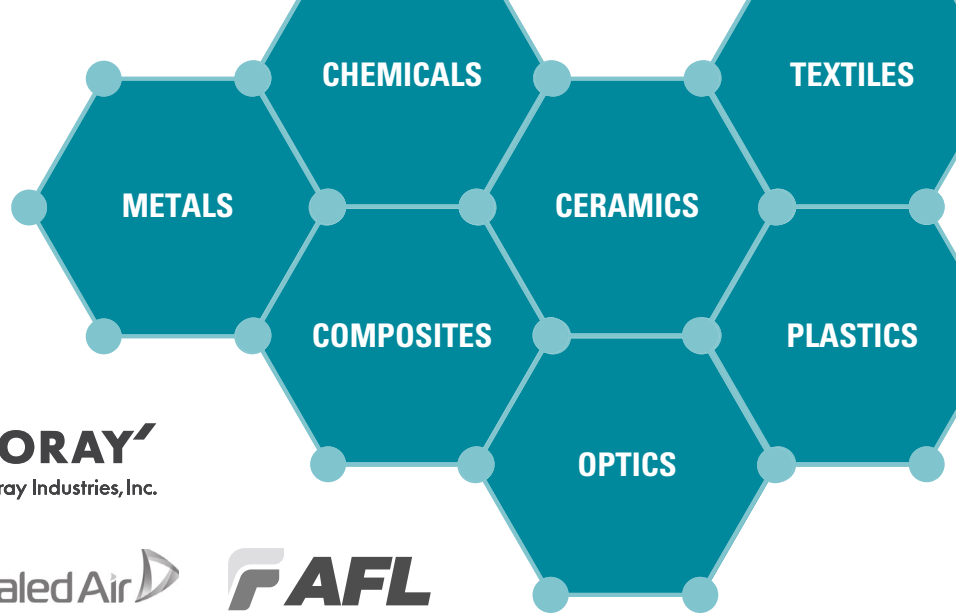 CHEMICALS
TEXTILES
METALS
CERAMICS
COMPOSITES
PLASTICS
OPTICS
ORAY
ray Industries, Inc.
aled Air
AFL